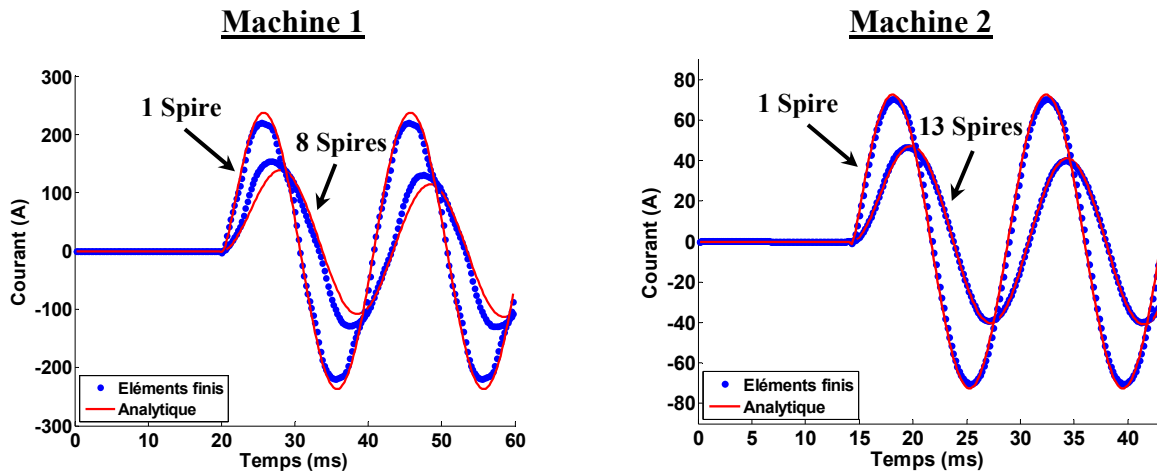 Machine 1
300
200
100
0
-100
-200
-300
Courant (A)
1 Spire
8 Spires
Eléments finis
Analytique
0
10
20
30
40
50
60
Temps (ms)
Machine 2
80
60
40
20
0
-20
-40
-60
-80
Courant (A)
1 Spire
13 Spires
Eléments finis
Analytique
0
5
10
15
20
25
30
35
40
Temps (ms)